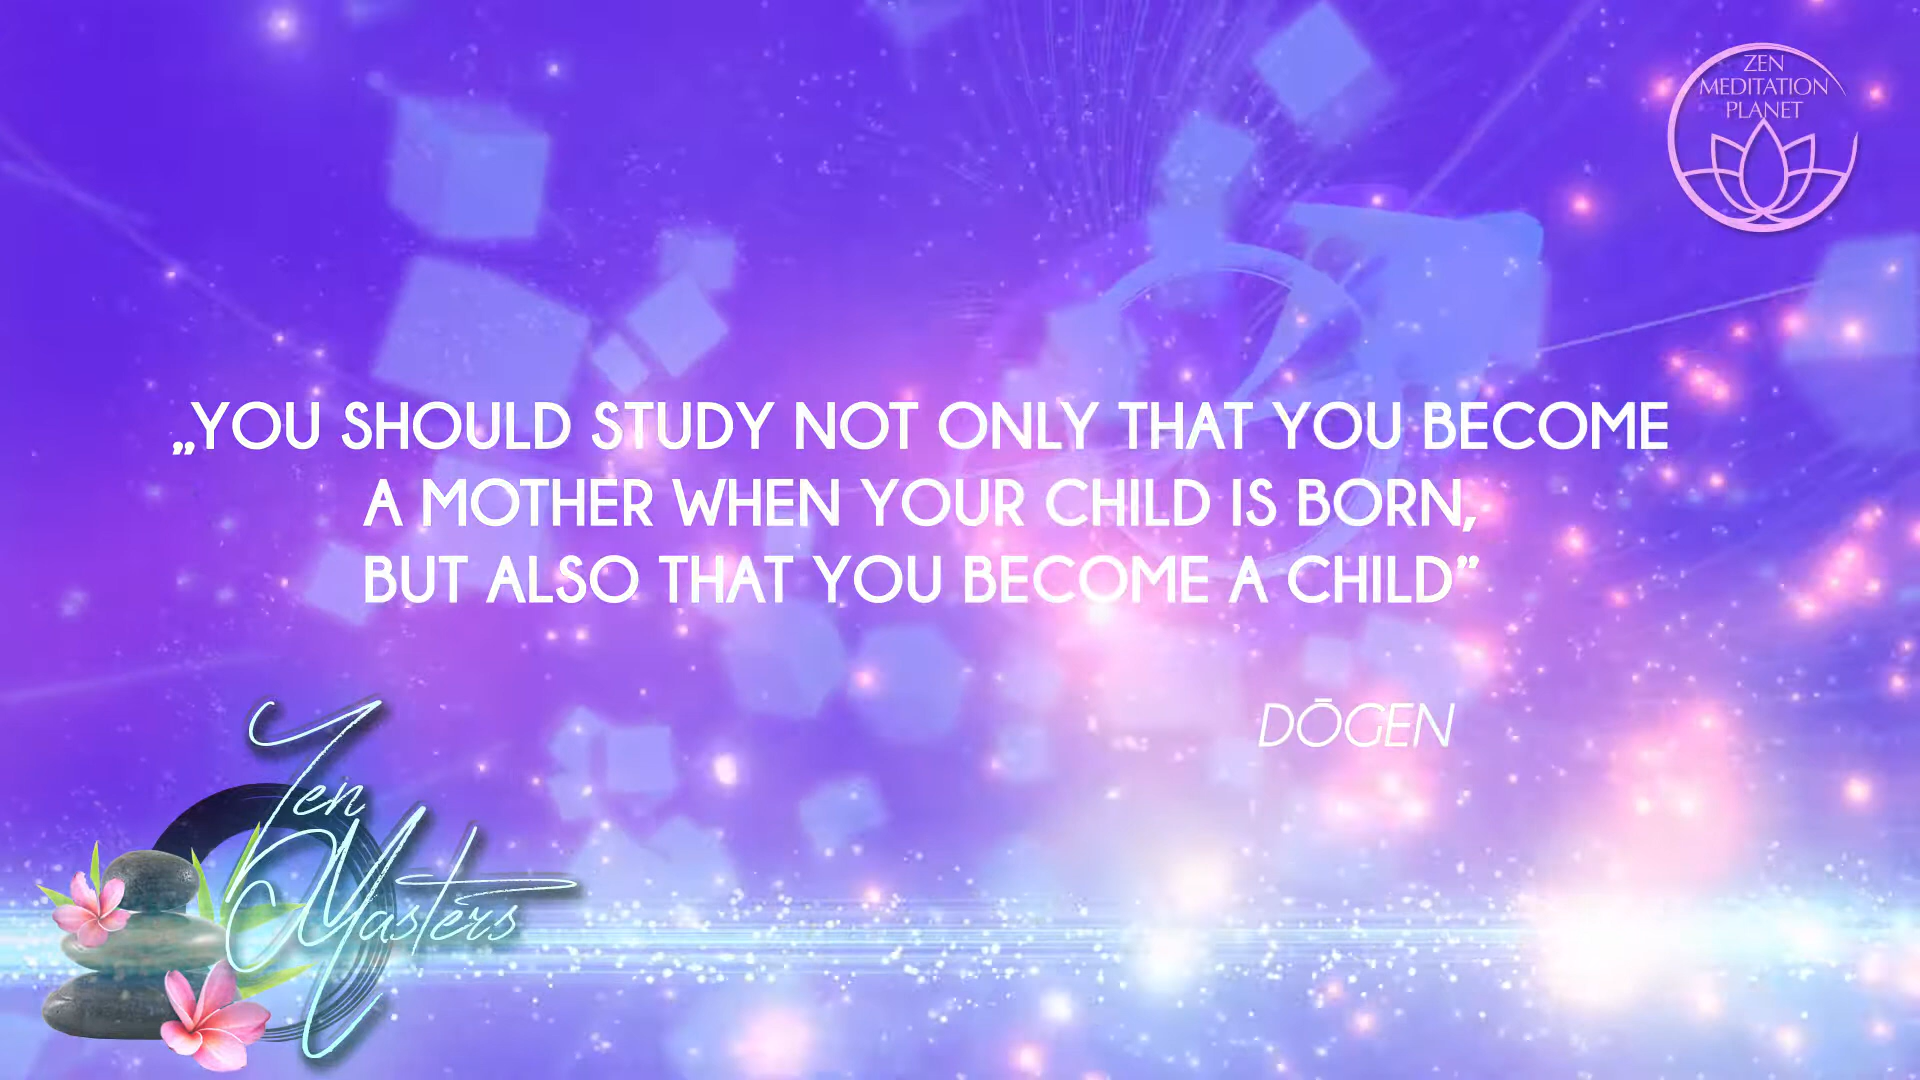 ZEN
MEDITATION
PLANET
„YOU SHOULD STUDY NOT ONLY THAT YOU BECOME
A MOTHER WHEN YOUR CHILD IS BORN,
BUT ALSO THAT YOU BECOME A CHILD”
DŌGEN
Zen
Masters